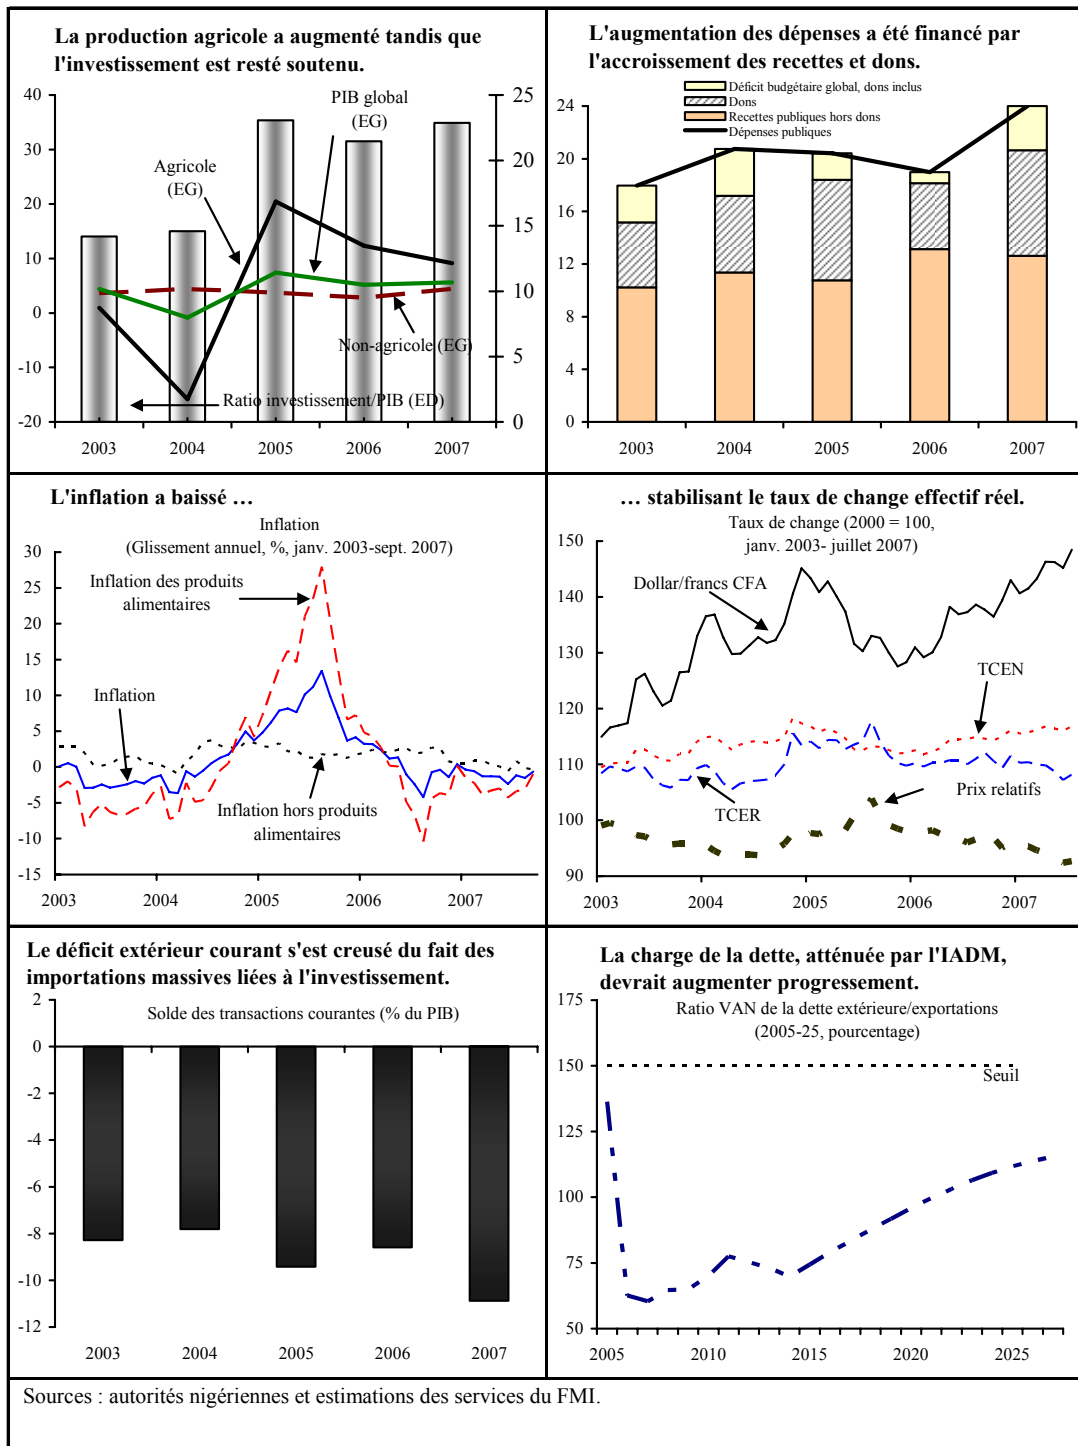 La production agricole a augmenté tandis que
l'investissement est resté soutenu.
40
30
20
10
0
-10
-20
25
20
15
10
5
0
PIB global
(EG)
Agricole
(EG)
Non-agricole (EG)
Ratio investissement/PIB (ED)
2003 2004 2005 2006 2007
L'augmentation des dépenses a été financé par
l'accroissement des recettes et dons.
Déficit budgétaire global, dons inclus
Dons
Recettes publiques hors dons
Dépenses publiques
24
20
16
12
8
4
0
2003 2004 2005 2006 2007
L'inflation a baissé …
Inflation
(Glissement annuel, %, janv. 2003-sept. 2007)
30
25
20
15
10
5
0
-5
-10
-15
Inflation des produits
alimentaires
Inflation
Inflation hors produits
alimentaires
2003 2004 2005 2006 2007
… stabilisant le taux de change effectif réel.
Taux de change (2000 = 100,
janv. 2003- juillet 2007)
150
140
130
120
110
100
90
Dollar/francs CFA
TCEN
TCER
Prix relatifs
2003 2004 2005 2006 2007
Le déficit extérieur courant s'est creusé du fait des
importations massives liées à l'investissement.
Solde des transactions courantes (% du PIB)
2
0
-2
-4
-6
-8
-10
-12
2003 2004 2005 2006 2007
La charge de la dette, atténuée par l'IADM,
devrait augmenter progressement.
Ratio VAN de la dette extérieure/exportations
(2005-25, pourcentage)
175
150
125
100
75
50
Seuil
2005 2010 2015 2020 2025
Sources : autorités nigériennes et estimations des services du FMI.